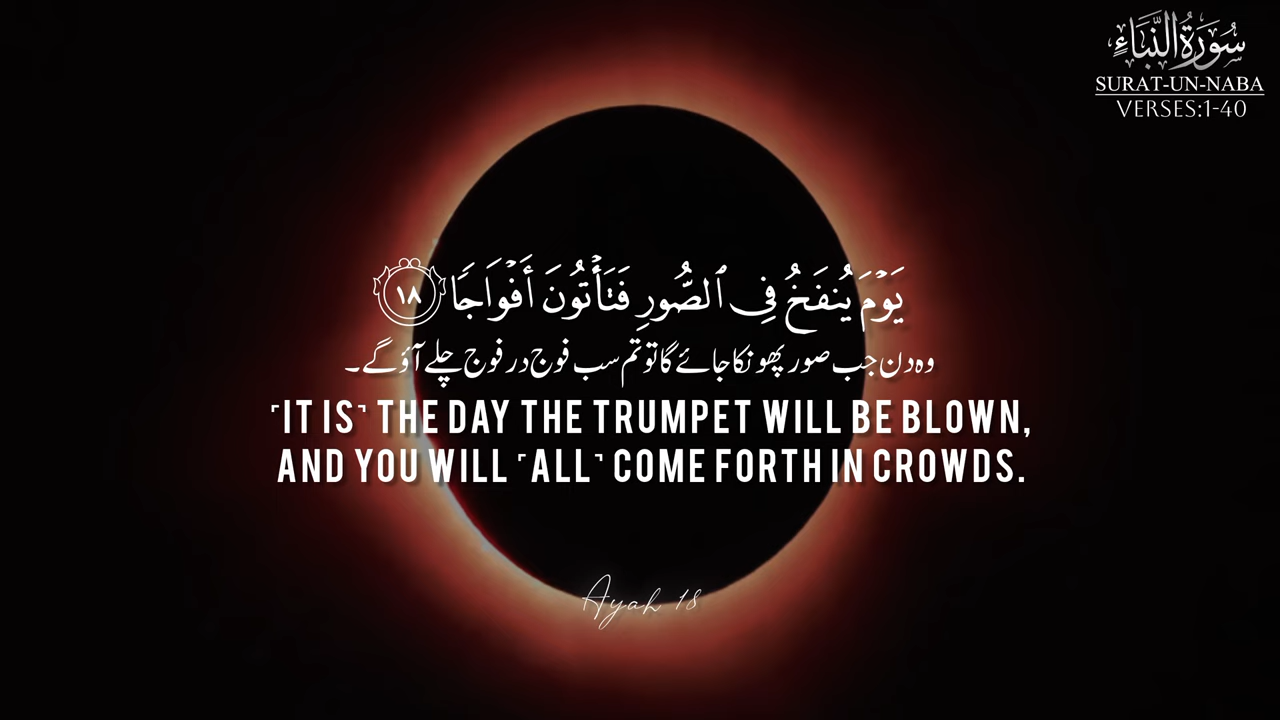 سُورَةُ النَّبَاءِ
SURAT-UN-NABA
VERSES:1-40
يَوْمَ يُنفَخُ فِى ٱلصُّورِ فَتَأْتُونَ أَفْوَاجًا ١٨
وہ دن جب صور پھونکا جائے گا تو تم سب فوج در فوج چلے آؤ گے۔
⸢IT IS⸣ THE DAY THE TRUMPET WILL BE BLOWN,
AND YOU WILL ⸢ALL⸣ COME FORTH IN CROWDS.
Ayah 18